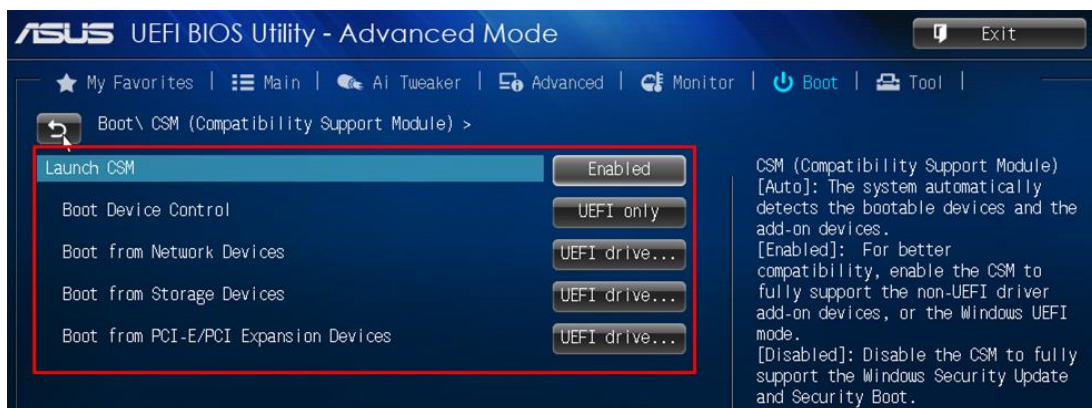 ASUS UEFI BIOS Utility - Advanced Mode
Exit
My Favorites | Main | Ai Tweaker | Advanced | Monitor | Boot | Tool |
Boot\ CSM (Compatibility Support Module) >
Launch CSM Enabled
Boot Device Control UEFI only
Boot from Network Devices UEFI drive...
Boot from Storage Devices UEFI drive...
Boot from PCI-E/PCI Expansion Devices UEFI drive...
CSM (Compatibility Support Module)
[Auto]: The system automatically
detects the bootable devices and the
add-on devices.
[Enabled]: For better
compatibility, enable the CSM to
fully support the non-UEFI driver
add-on devices, or the Windows UEFI
mode.
[Disabled]: Disable the CSM to fully
support the Windows Security Update
and Security Boot.